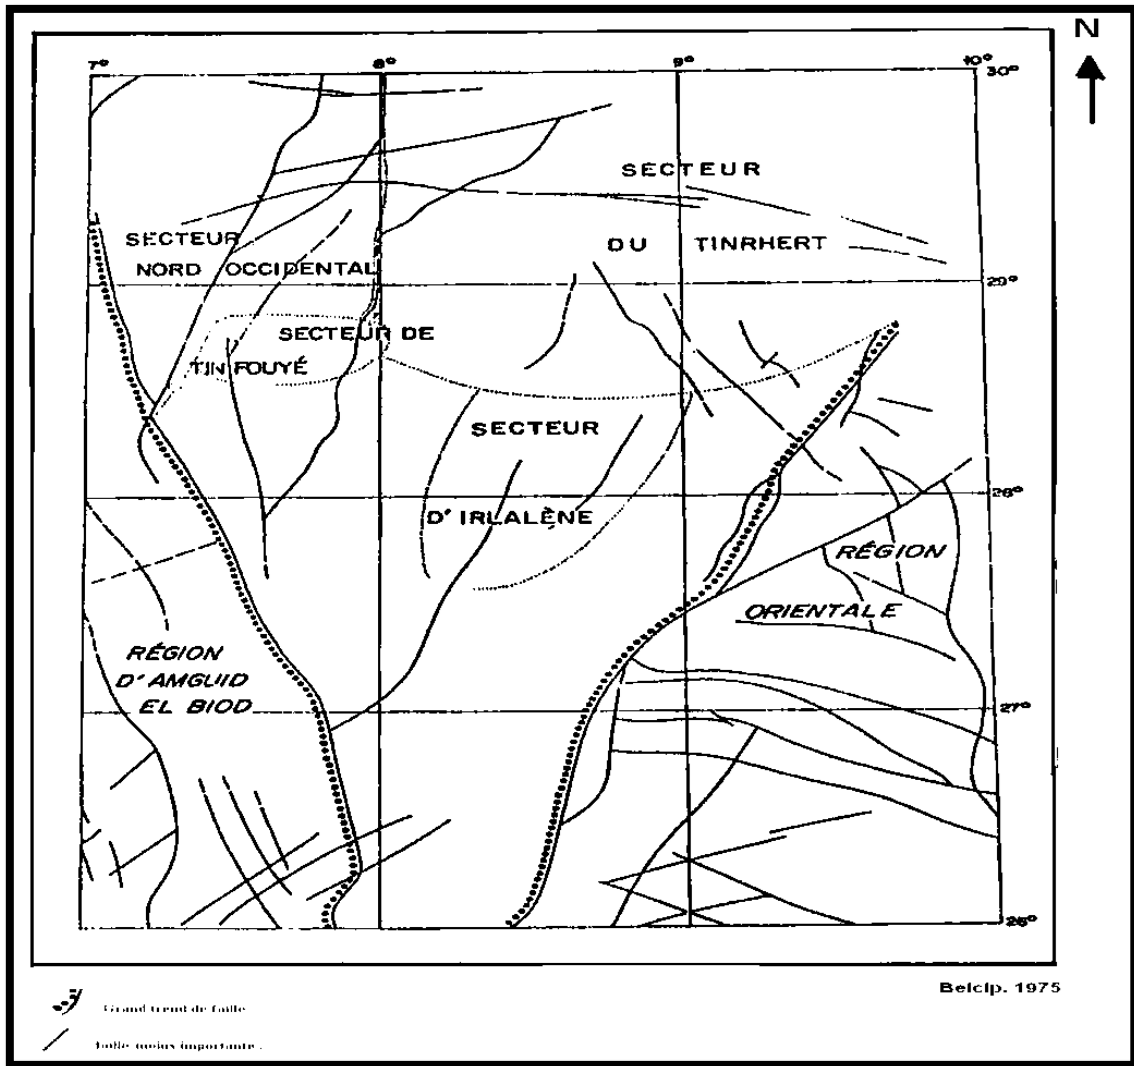 N
7° 8° 9° 10°
30°
SECTEUR
DU TINRHERT
SECTEUR
NORD OCCIDENTAL
29°
SECTEUR DE
TIN FOUYÉ
SECTEUR
D'IRLALÈNE
28°
RÉGION
ORIENTALE
RÉGION
D'AMGUID
EL BIOD
27°
26°
Beicip. 1975
Grand trend de faille
faille moins importante .